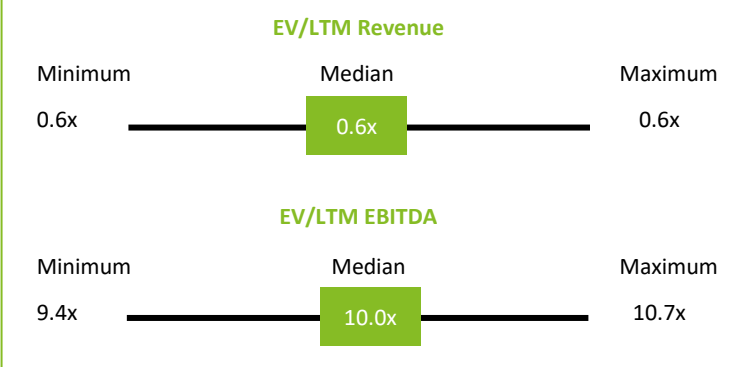 EV/LTM Revenue
Minimum Median Maximum
0.6x 0.6x 0.6x
EV/LTM EBITDA
Minimum Median Maximum
9.4x 10.0x 10.7x